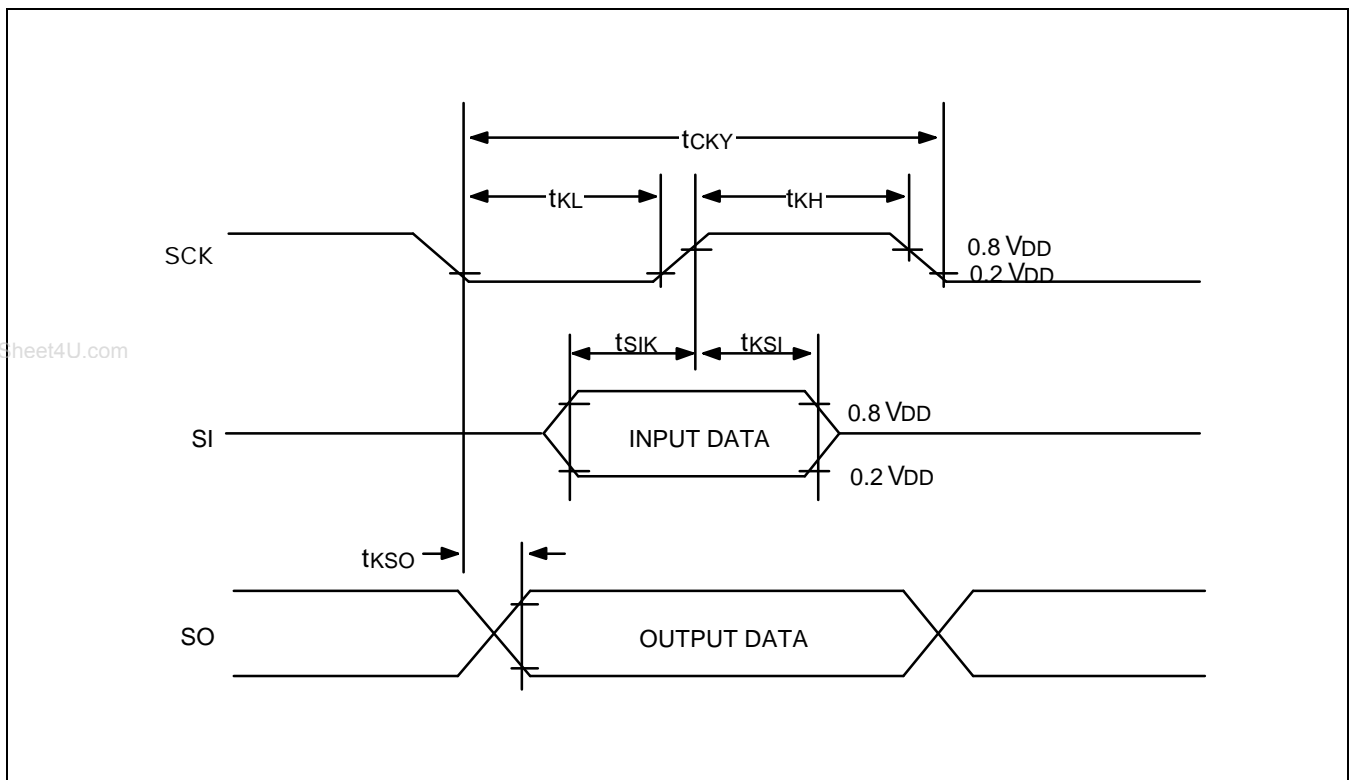 tCKY
tKL
tKH
SCK
0.8 VDD
0.2 VDD
Sheet4U.com
tSIK
tKSI
SI
INPUT DATA
0.8 VDD
0.2 VDD
tKSO
SO
OUTPUT DATA